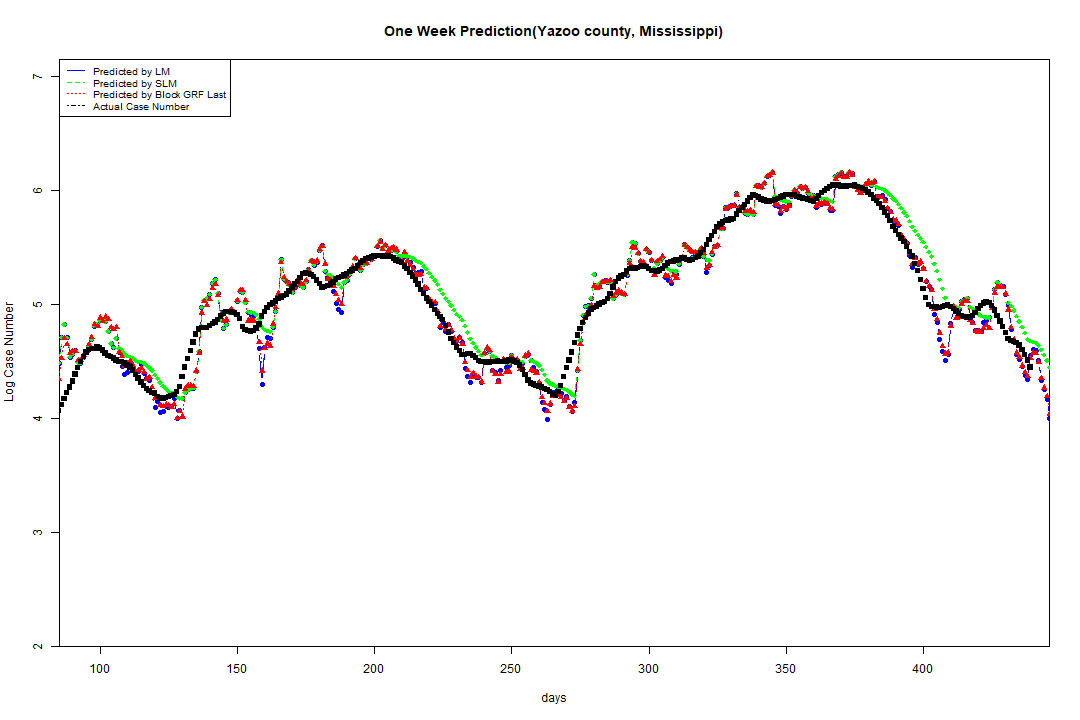 One Week Prediction(Yazoo county, Mississippi)
Predicted by LM
Predicted by SLM
Predicted by Block GRF Last
Actual Case Number
7
6
5
4
3
2
Log Case Number
100 150 200 250 300 350 400
days